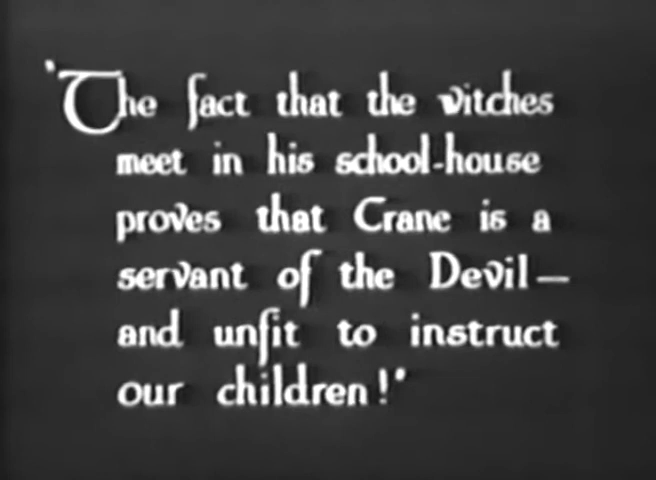 'The fact that the vitches
meet in his school-house
proves that Crane is a
servant of the Devil—
and unfit to instruct
our children!'